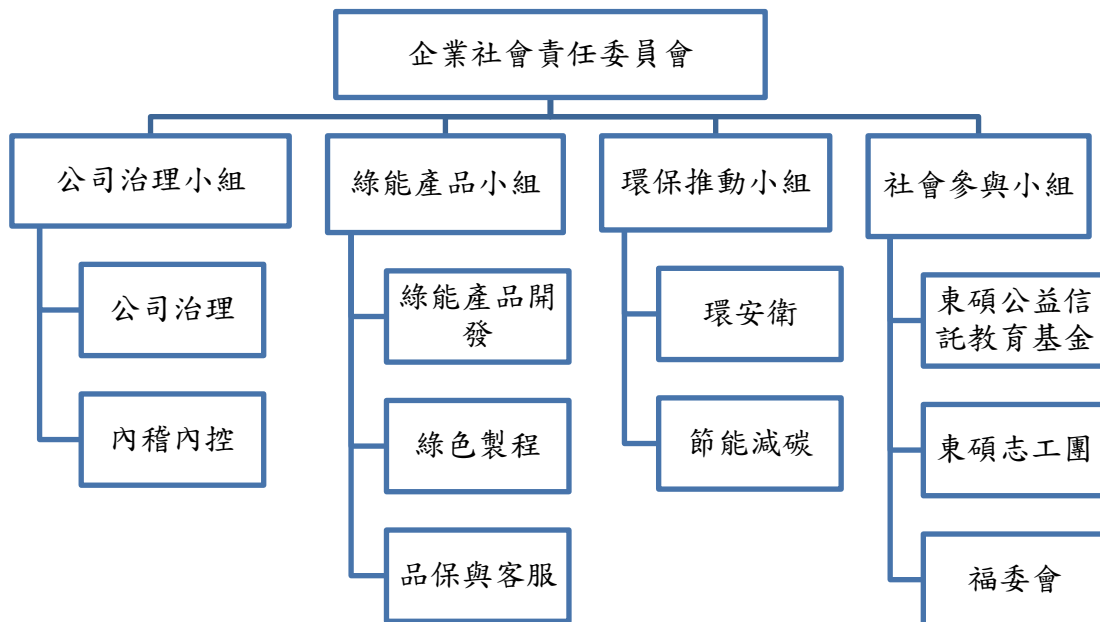 企業社會責任委員會
公司治理小組
公司治理
內稽內控
綠能產品小組
綠能產品開
發
綠色製程
品保與客服
環保推動小組
環安衛
節能減碳
社會參與小組
東碩公益信
託教育基金
東碩志工團
福委會